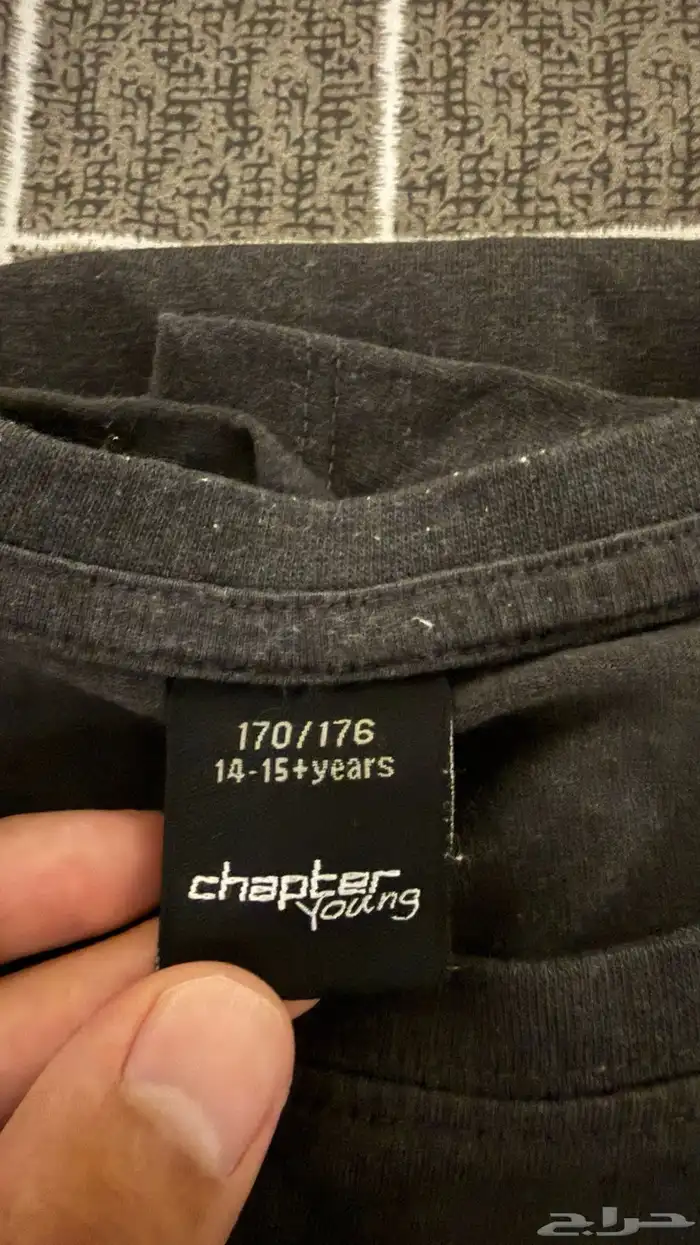 170/176
14-15+years
chapter
young
حراج